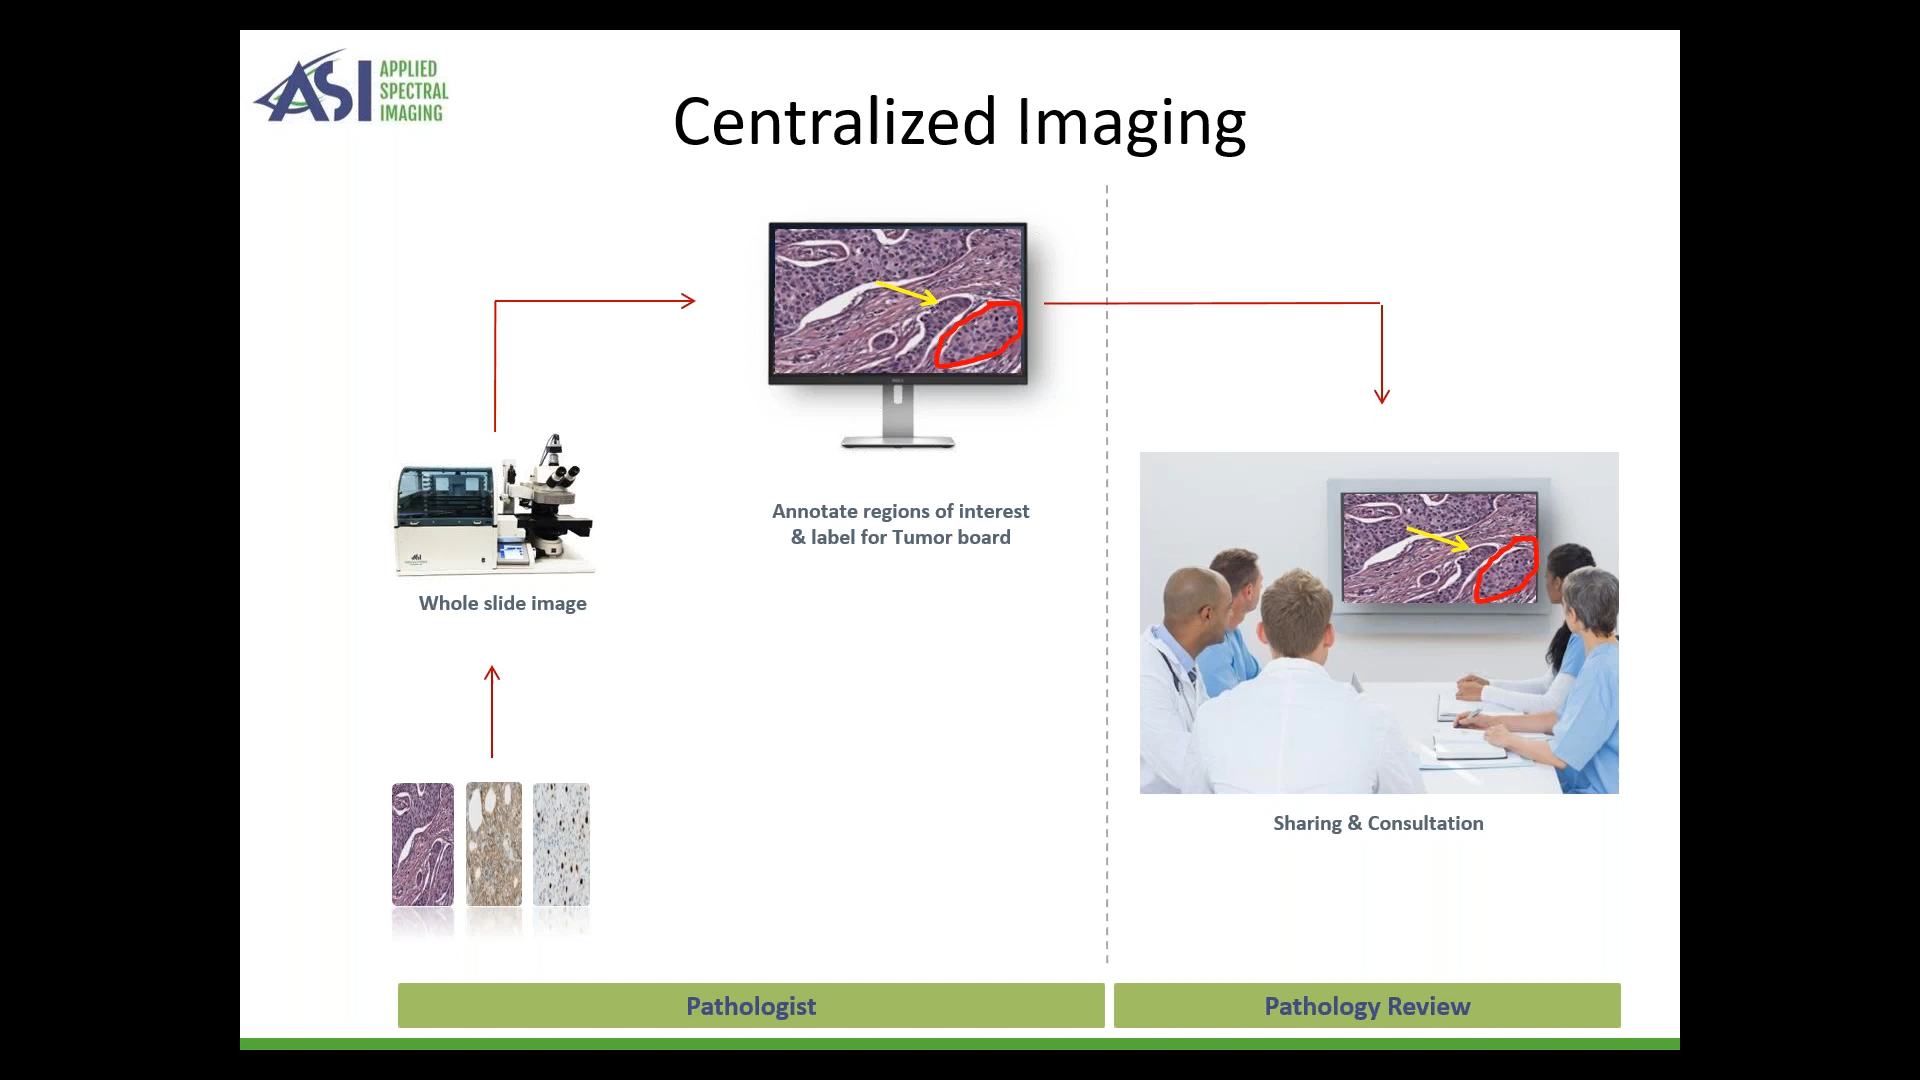 ASI APPLIED
SPECTRAL
IMAGING
Centralized Imaging
Annotate regions of interest
& label for Tumor board
Whole slide image
Sharing & Consultation
Pathologist
Pathology Review